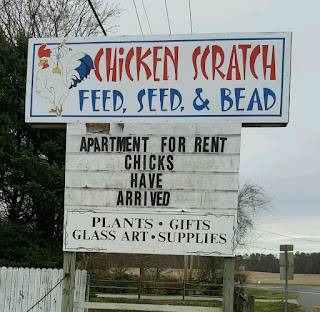 CHICKEN SCRATCH
FEED, SEED, & BEAD
APARTMENT FOR RENT
CHICKS
HAVE
ARRIVED
PLANTS • GIFTS
GLASS ART • SUPPLIES